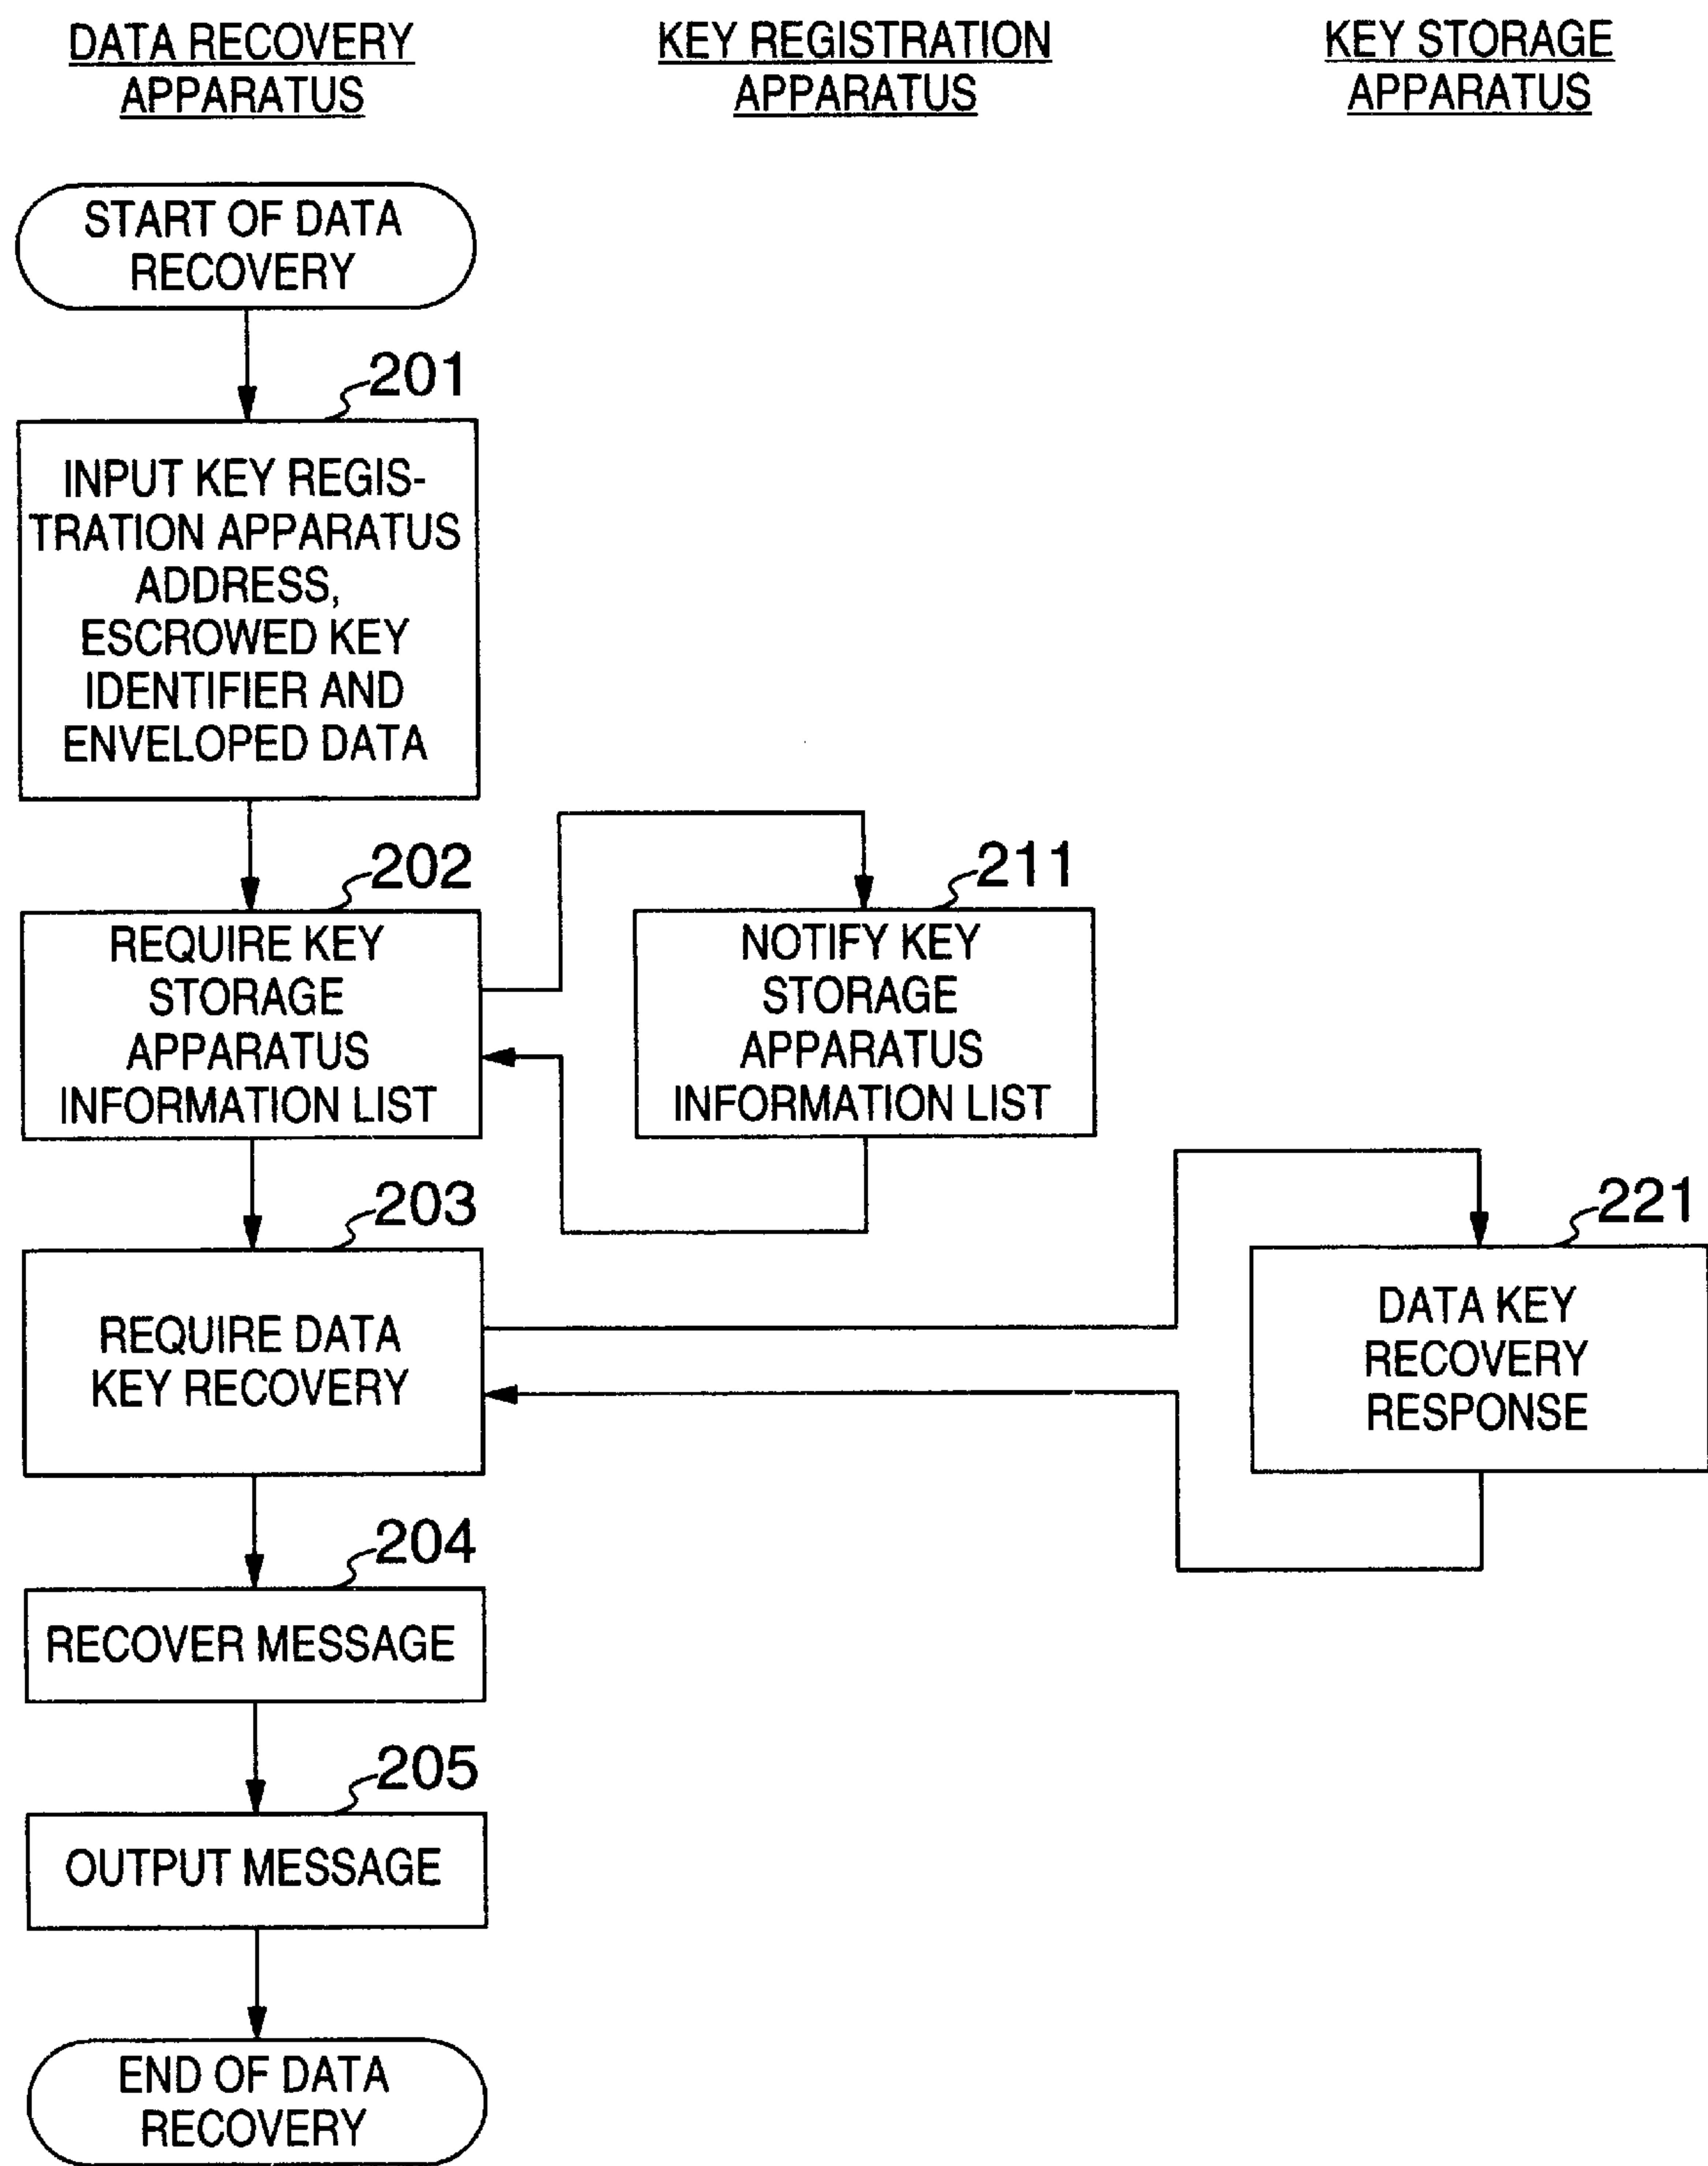 DATA RECOVERY
APPARATUS
KEY REGISTRATION
APPARATUS
KEY STORAGE
APPARATUS
START OF DATA
RECOVERY
201
INPUT KEY REGIS-
TRATION APPARATUS
ADDRESS,
ESCROWED KEY
IDENTIFIER AND
ENVELOPED DATA
202
REQUIRE KEY
STORAGE
APPARATUS
INFORMATION LIST
211
NOTIFY KEY
STORAGE
APPARATUS
INFORMATION LIST
203
REQUIRE DATA
KEY RECOVERY
221
DATA KEY
RECOVERY
RESPONSE
204
RECOVER MESSAGE
205
OUTPUT MESSAGE
END OF DATA
RECOVERY